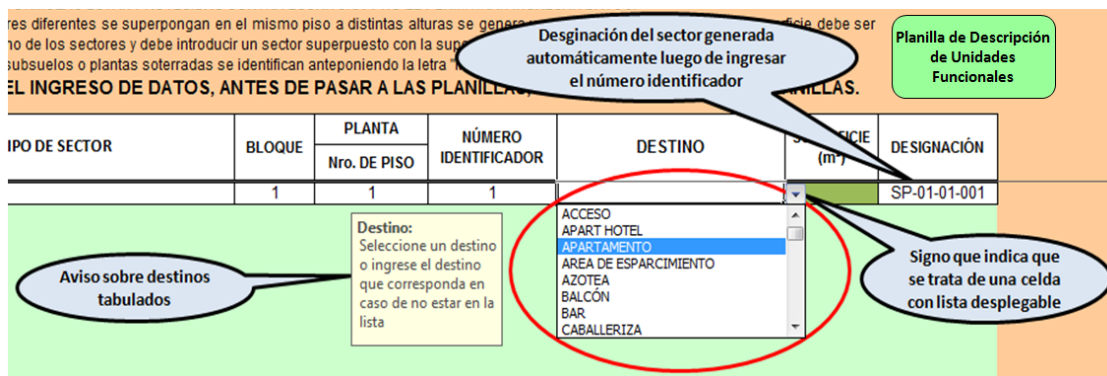 res diferentes se superpongan en el mismo piso a distintas alturas se genera
ficie debe ser
no de los sectores y debe introducir un sector superpuesto con la sup
subsuelos o plantas soterradas se identifican anteponiendo la letra
EL INGRESO DE DATOS, ANTES DE PASAR A LAS PLANILLAS,
NILLAS.
Desginación del sector generada
automáticamente luego de ingresar
el número identificador
Planilla de Descripción
de Unidades
Funcionales
IPO DE SECTOR
BLOQUE
PLANTA
Nro. DE PISO
NÚMERO
IDENTIFICADOR
DESTINO
FICIE
(m²)
DESIGNACIÓN
1
1
1
SP-01-01-001
Destino:
Seleccione un destino
o ingrese el destino
que corresponda en
caso de no estar en la
lista
ACCESO
APART HOTEL
APARTAMENTO
AREA DE ESPARCIMIENTO
AZOTEA
BALCÓN
BAR
CABALLERIZA
Aviso sobre destinos
tabulados
Signo que indica que
se trata de una celda
con lista desplegable